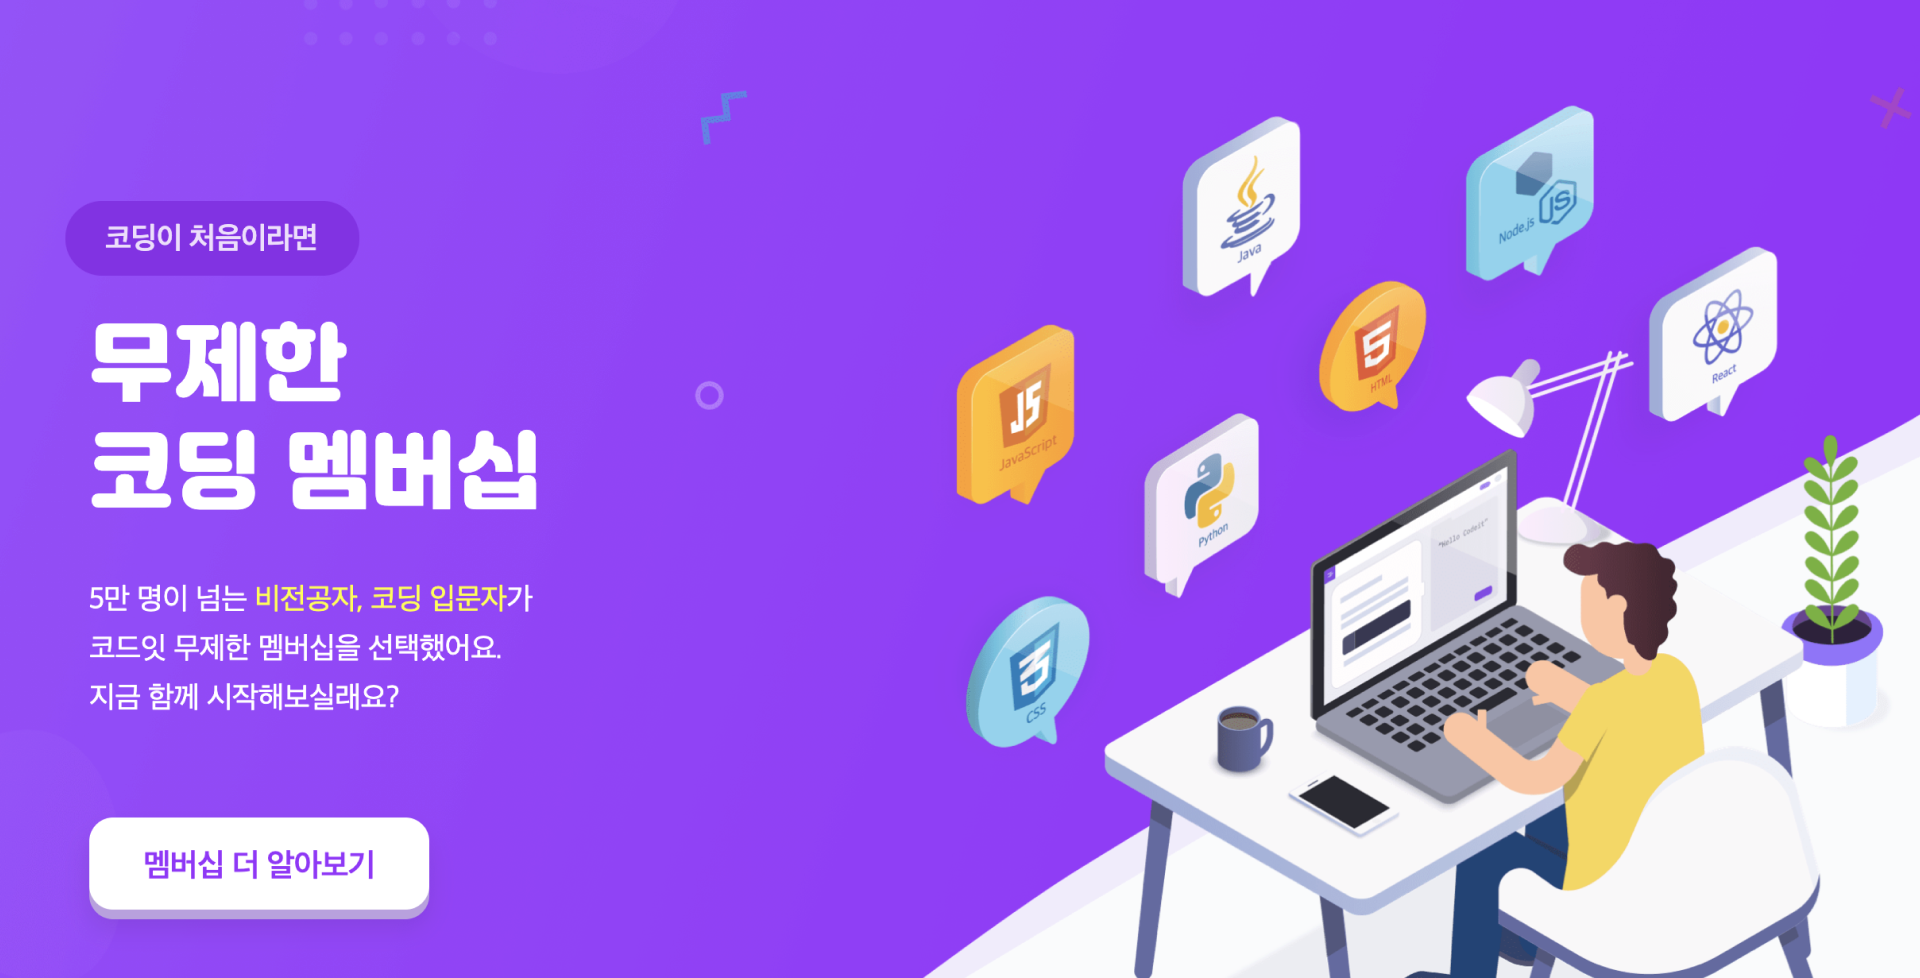 코딩이 처음이라면
무제한
코딩 멤버십
5만 명이 넘는 비전공자, 코딩 입문자가
코드잇 무제한 멤버십을 선택했어요.
지금 함께 시작해보실래요?
멤버십 더 알아보기
Java
JS
Node.js
5
HTML
React
JS
JavaScript
Python
"Hello Codeit"
3
CSS